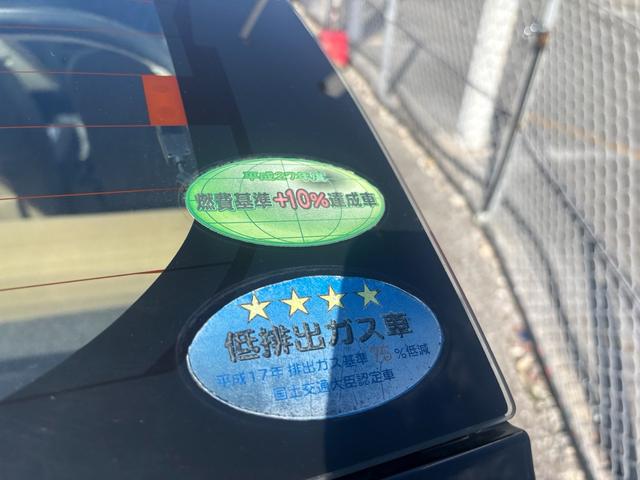 平成27年度
燃費基準+10%達成車
低排出ガス車
平成17年 排出ガス基準 75 %低減
国土交通大臣認定車